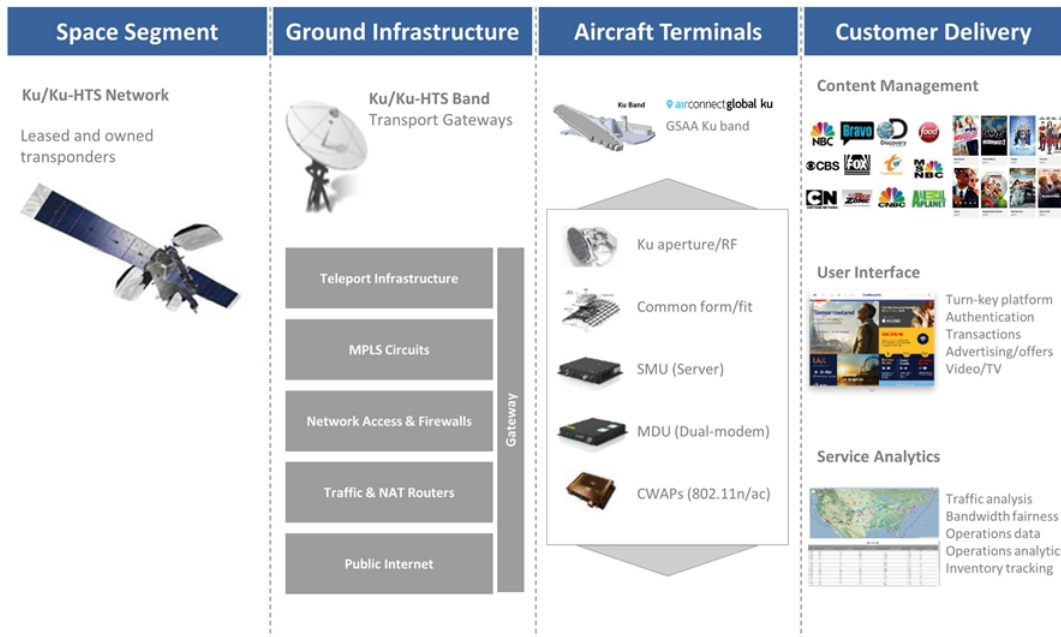 Space Segment
Ku/Ku-HTS Network
Leased and owned
transponders
Ground Infrastructure
Ku/Ku-HTS Band
Transport Gateways
Teleport Infrastructure
MPLS Circuits
Network Access & Firewalls
Traffic & NAT Routers
Public Internet
Gateway
Aircraft Terminals
Ku Band
airconnectglobal ku
GSAA Ku band
Ku aperture/RF
Common form/fit
SMU (Server)
MDU (Dual-modem)
CWAPs (802.11n/ac)
Customer Delivery
Content Management
NBC
Bravo
Discovery
food
CBS
FOX
MSNBC
CN
CNBC
ANIMAL PLANET
User Interface
Tomorrowland
LAX
Turn-key platform
Authentication
Transactions
Advertising/offers
Video/TV
Service Analytics
Traffic analysis
Bandwidth fairness
Operations data
Operations analytic
Inventory tracking